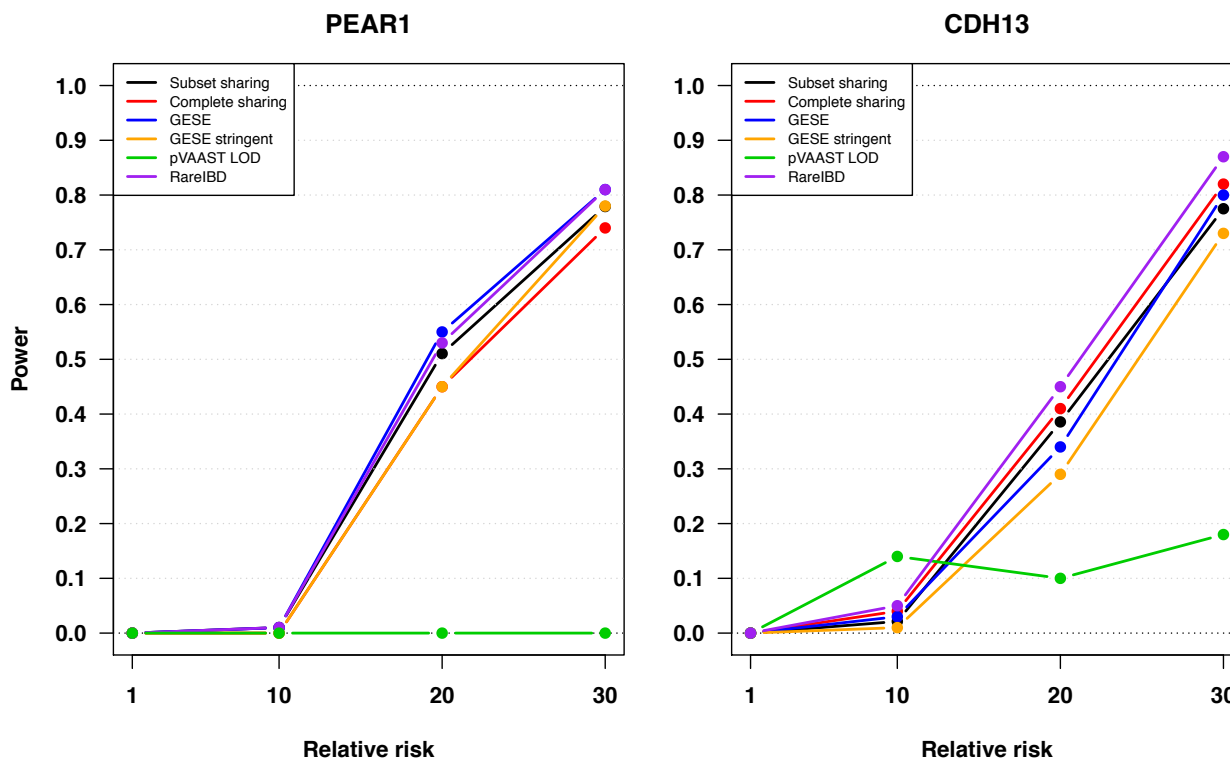 PEAR1
Subset sharing
Complete sharing
GESE
GESE stringent
pVAAST LOD
RareIBD
Power
1.0
0.9
0.8
0.7
0.6
0.5
0.4
0.3
0.2
0.1
0.0
1 10 20 30
Relative risk
CDH13
Subset sharing
Complete sharing
GESE
GESE stringent
pVAAST LOD
RareIBD
1.0
0.9
0.8
0.7
0.6
0.5
0.4
0.3
0.2
0.1
0.0
1 10 20 30
Relative risk